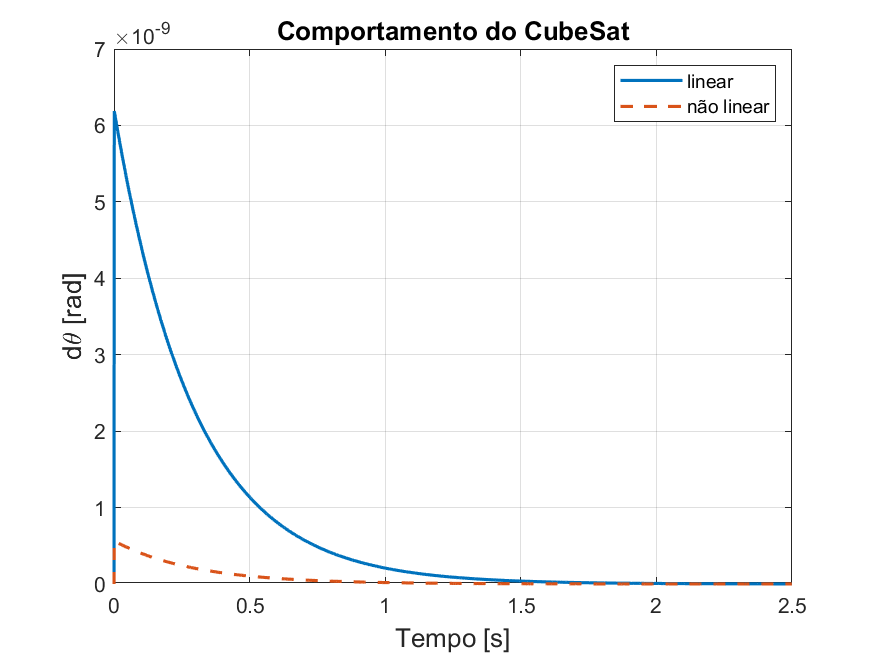 Comportamento do CubeSat
×10⁻⁹
7
6
5
4
3
2
1
0
dθ [rad]
linear
não linear
0 0.5 1 1.5 2 2.5
Tempo [s]